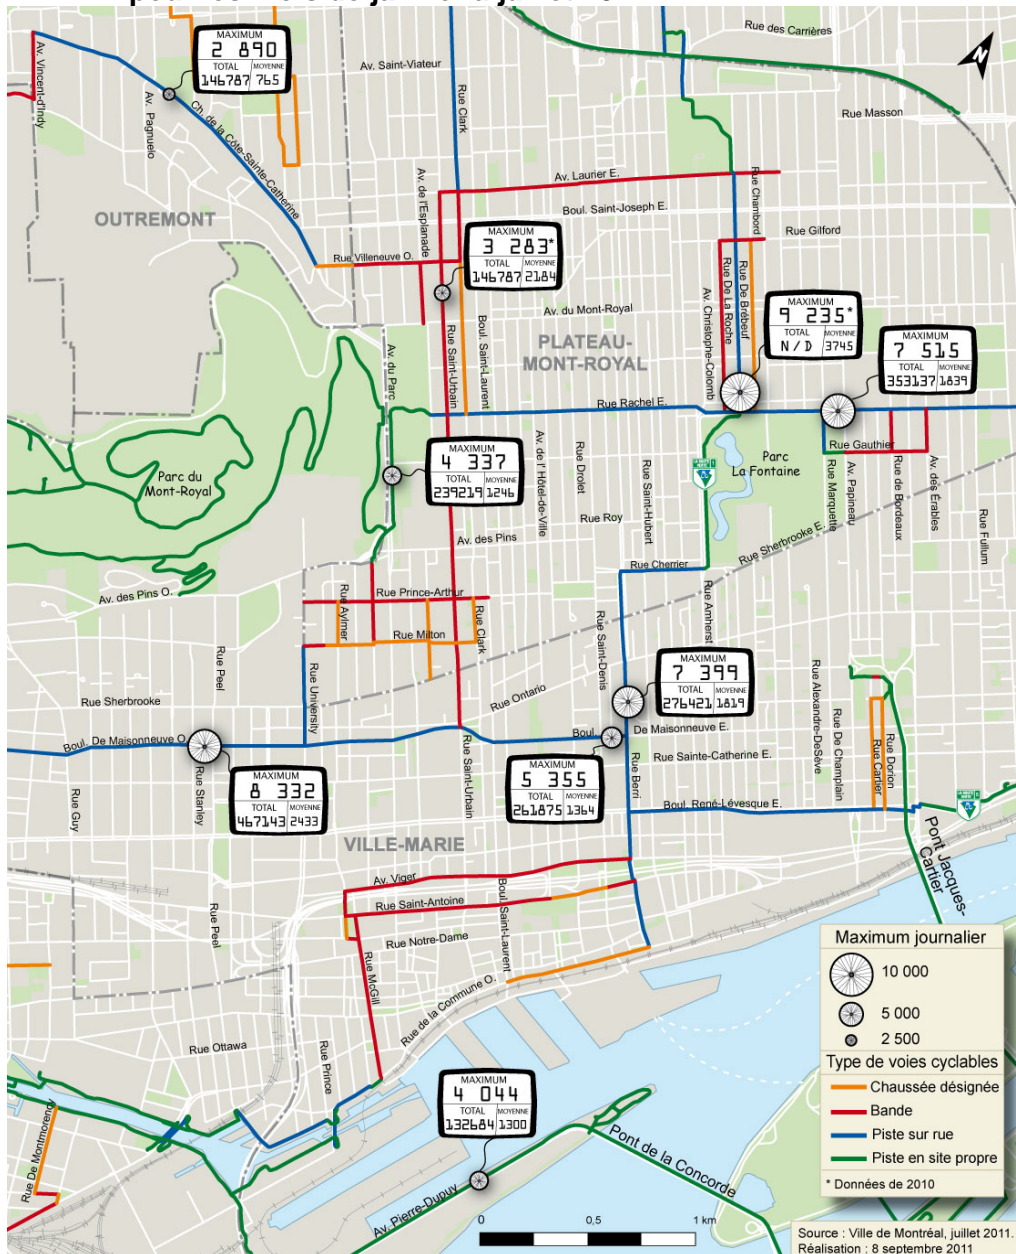 Rue des Carrières
MAXIMUM
2 890
TOTAL MOYENNE
146787 765
Av. Saint-Viateur
Av. Vincent-d'Indy
Av. Pagnuelo
Ch. de la Côte-Sainte-Catherine
Rue Clark
Rue Masson
Av. Laurier E.
Av. de l'Esplanade
Rue Chambord
OUTREMONT
Boul. Saint-Joseph E.
Rue Gilford
MAXIMUM
3 283*
TOTAL MOYENNE
146787 2184
Rue Villeneuve O.
Rue De La Roche
Rue De Brébeuf
Av. Christophe-Colomb
MAXIMUM
9 235*
TOTAL MOYENNE
N/D 3745
Av. du Mont-Royal
PLATEAU-
MONT-ROYAL
MAXIMUM
7 515
TOTAL MOYENNE
353137 1839
Av. du Parc
Rue Saint-Urbain
Boul. Saint-Laurent
Rue Rachel E.
Rue Gauthier
MAXIMUM
4 337
TOTAL MOYENNE
239219 1246
Av. de l'Hôtel-de-Ville
Rue Drolet
Rue Saint-Hubert
Parc
La Fontaine
Rue Marquette
Av. Papineau
Rue de Bordeaux
Av. des Érables
Rue Fullum
Parc du
Mont-Royal
Rue Roy
Av. des Pins
Rue Sherbrooke E.
Rue Cherrier
Av. des Pins O.
Rue Prince-Arthur
Rue Aylmer
Rue Milton
Rue Clark
Rue Saint-Denis
Rue Amherst
Rue Peel
Rue University
MAXIMUM
7 399
TOTAL MOYENNE
276421 1819
Rue Ontario
Rue Sherbrooke
Rue Alexandre-DeSève
Rue De Champlain
Rue Cartier
Rue Dorion
Boul. De Maisonneuve O.
Boul. De Maisonneuve E.
Rue Sainte-Catherine E.
Rue Guy
Rue Stanley
Rue Saint-Urbain
Rue Berri
MAXIMUM
8 332
TOTAL MOYENNE
467143 2433
MAXIMUM
5 355
TOTAL MOYENNE
261875 1364
Boul. René-Lévesque E.
VILLE-MARIE
Pont Jacques-
Cartier
Av. Viger
Rue Saint-Antoine
Boul. Saint-Laurent
Rue Peel
Rue Notre-Dame
Rue McGill
Rue de la Commune O.
Rue Ottawa
Rue Prince
Rue De Montmorency
MAXIMUM
4 044
TOTAL MOYENNE
132684 1300
Av. Pierre-Dupuy
Pont de la Concorde
Maximum journalier
10 000
5 000
2 500
Type de voies cyclables
Chaussée désignée
Bande
Piste sur rue
Piste en site propre
* Données de 2010
0 0,5 1 km
Source : Ville de Montréal, juillet 2011.
Réalisation : 8 septembre 2011